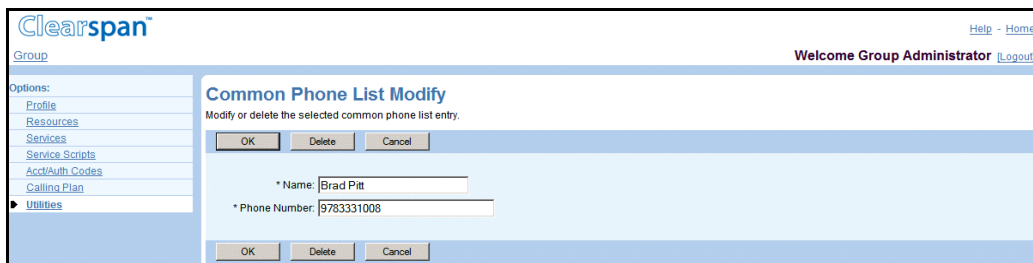 Clearspan™
Help - Home
Group
Welcome Group Administrator [Logout]
Options:
Profile
Resources
Services
Service Scripts
Acct/Auth Codes
Calling Plan
Utilities
Common Phone List Modify
Modify or delete the selected common phone list entry.
OK Delete Cancel
* Name: Brad Pitt
* Phone Number: 9783331008
OK Delete Cancel